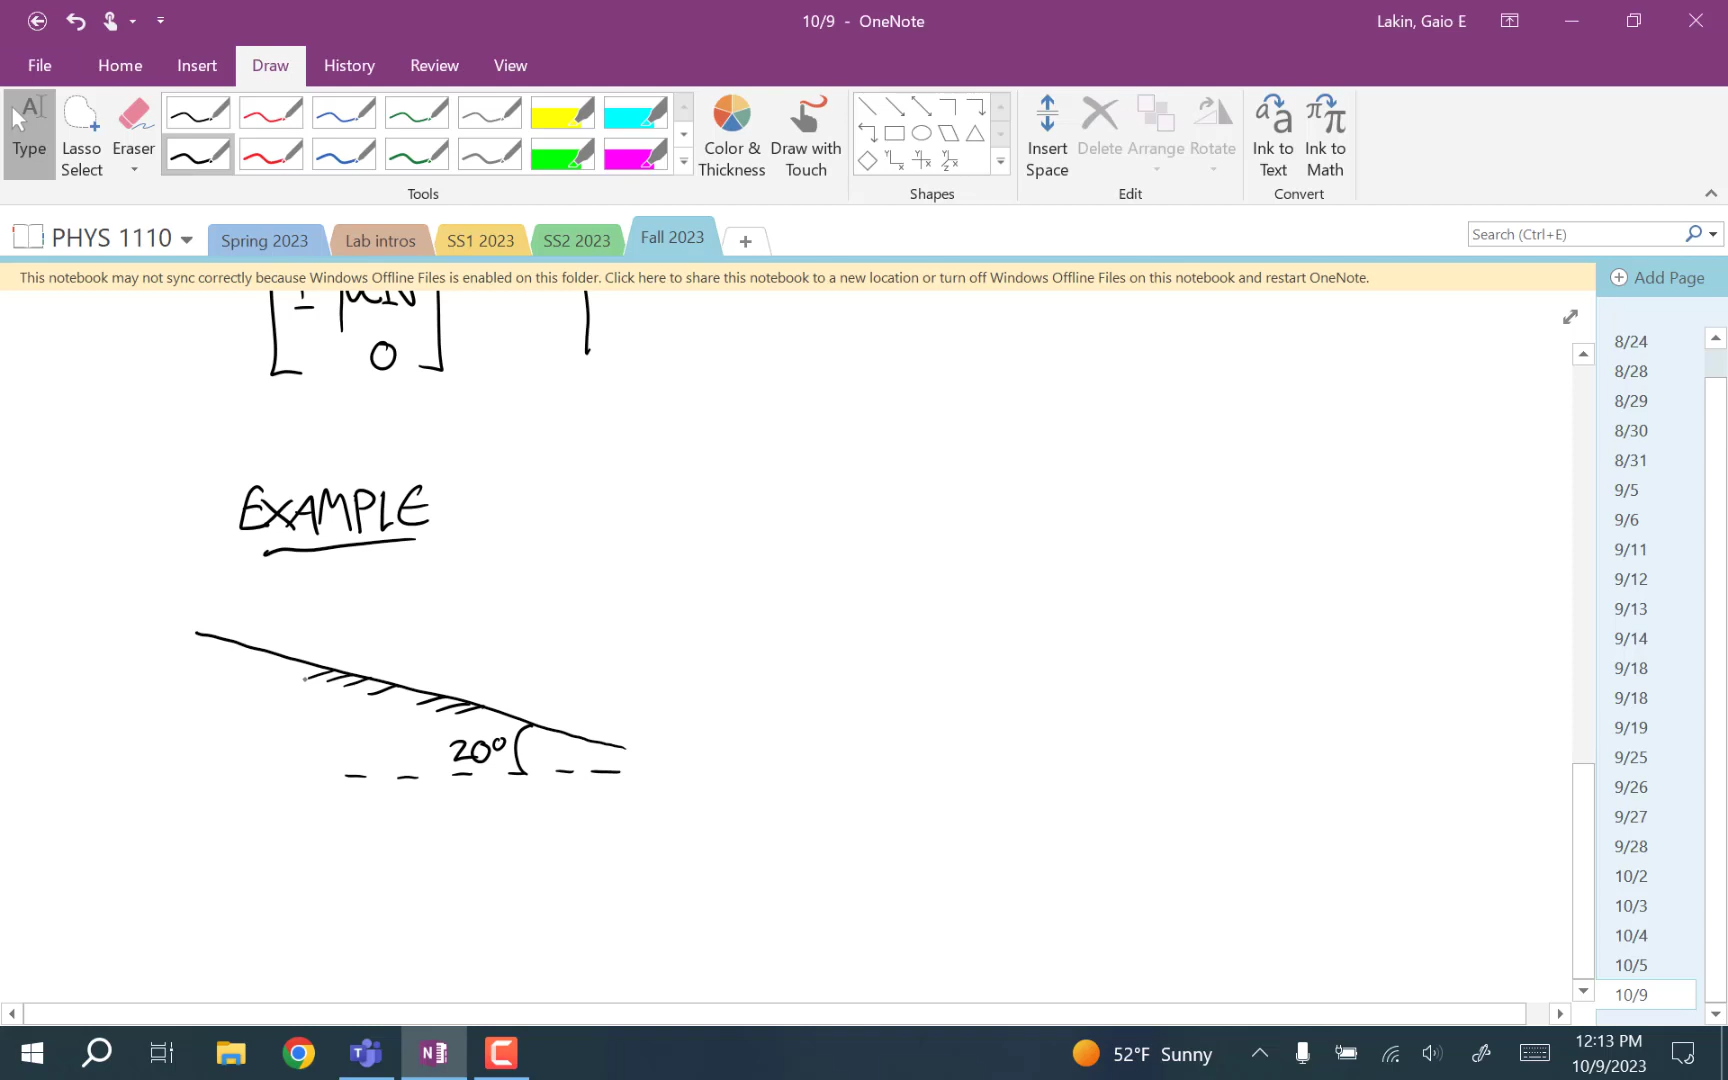 10/9 - OneNote
Lakin, Gaio E
File Home Insert Draw History Review View
Type
Lasso Select
Eraser
Color & Thickness
Draw with Touch
Insert Space
Delete Arrange Rotate
Ink to Text
Ink to Math
Tools Shapes Edit Convert
PHYS 1110 Spring 2023 Lab intros SS1 2023 SS2 2023 Fall 2023
Search (Ctrl+E)
This notebook may not sync correctly because Windows Offline Files is enabled on this folder. Click here to share this notebook to a new location or turn off Windows Offline Files on this notebook and restart OneNote.
Add Page
± μN
0
EXAMPLE
20°
8/24
8/28
8/29
8/30
8/31
9/5
9/6
9/11
9/12
9/13
9/14
9/18
9/18
9/19
9/25
9/26
9/27
9/28
10/2
10/3
10/4
10/5
10/9
52°F Sunny
12:13 PM
10/9/2023